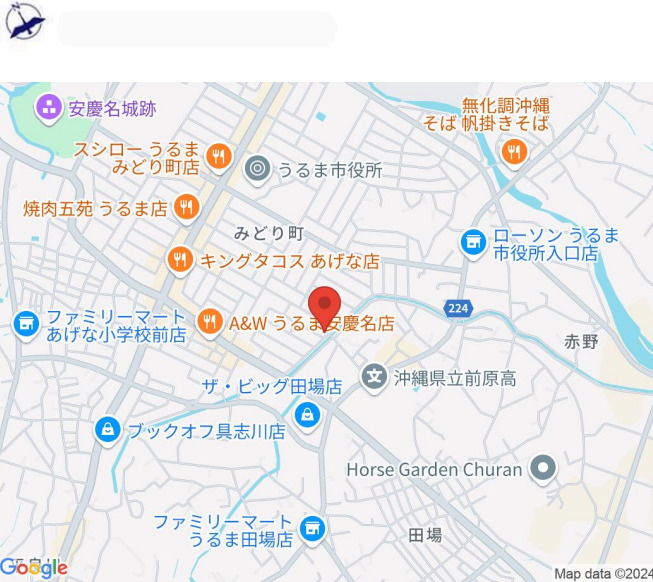 安慶名城跡
無化調沖縄
そば 帆掛きそば
スシロー うるま
みどり町店
うるま市役所
焼肉五苑 うるま店
みどり町
ローソン うるま
市役所入口店
キングタコス あげな店
224
ファミリーマート
あげな小学校前店
A&W うるま安慶名店
赤野
沖縄県立前原高
ザ・ビッグ田場店
ブックオフ具志川店
Horse Garden Churan
ファミリーマート
うるま田場店
田場
Google
Map data ©2024